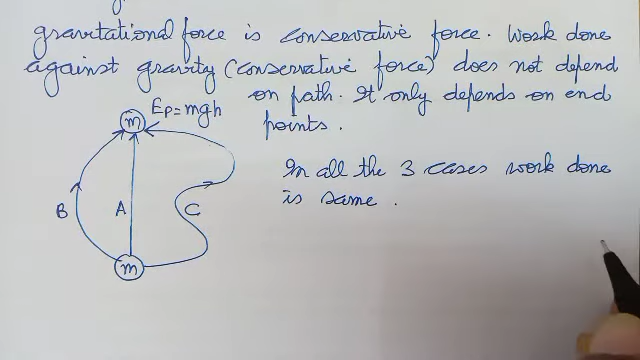 gravitational force is conservative force. Work done
against gravity (conservative force) does not depend
on path. It only depends on end
points.
Ep=mgh
m
In all the 3 cases work done
is same.
B
A
C
m